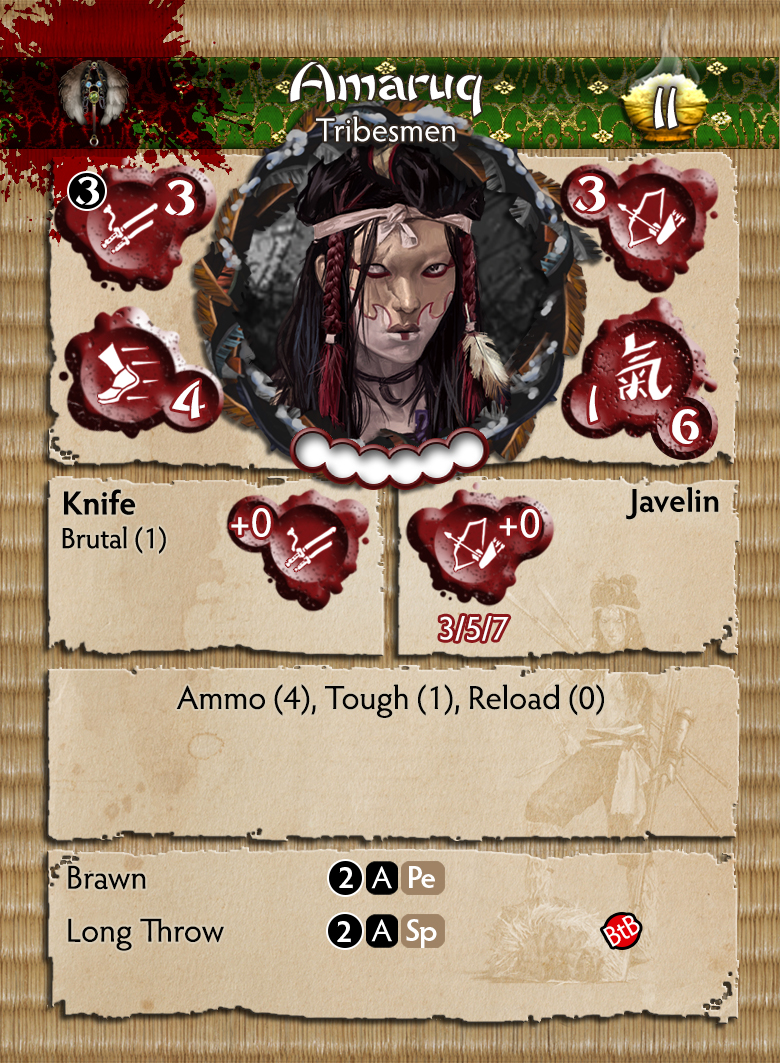 Amaruq
Tribesmen
11
3 3
3
4
氣
1 6
Knife
Brutal (1)
+0
+0
Javelin
3/5/7
Ammo (4), Tough (1), Reload (0)
Brawn 2 A Pe
Long Throw 2 A Sp BtB